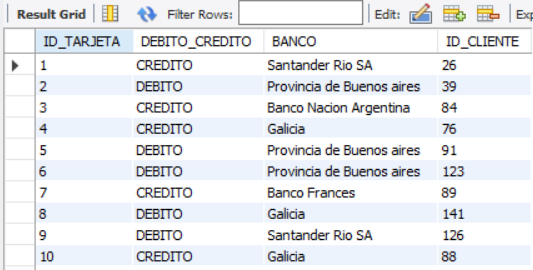 Result Grid Filter Rows: Edit: Exp
ID_TARJETA DEBITO_CREDITO BANCO ID_CLIENTE
1 CREDITO Santander Rio SA 26
2 DEBITO Provincia de Buenos aires 39
3 CREDITO Banco Nacion Argentina 84
4 CREDITO Galicia 76
5 DEBITO Provincia de Buenos aires 91
6 DEBITO Provincia de Buenos aires 123
7 CREDITO Banco Frances 89
8 DEBITO Galicia 141
9 DEBITO Santander Rio SA 126
10 CREDITO Galicia 88